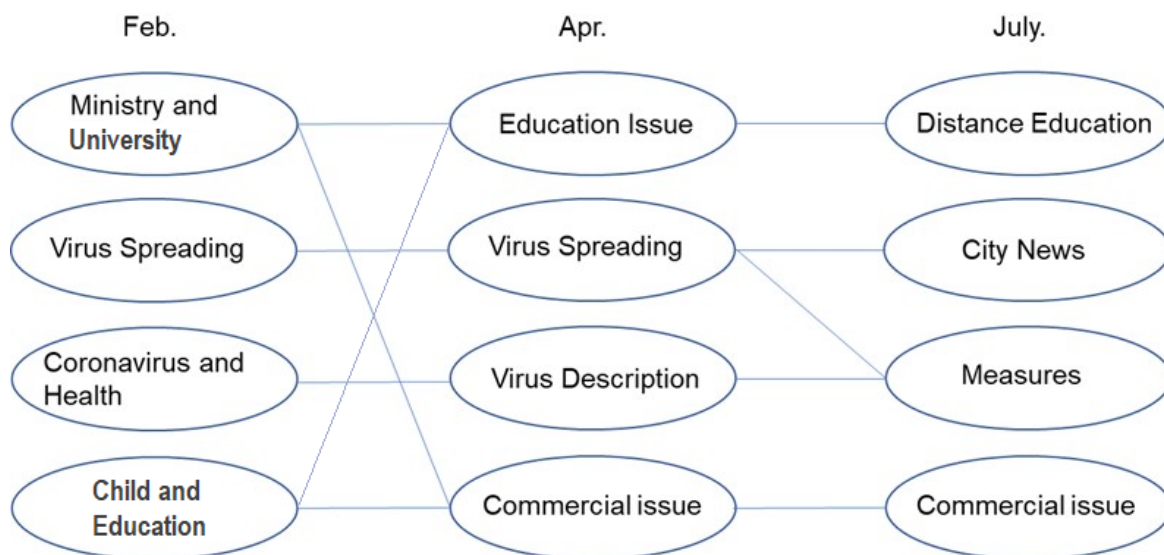 Feb.
Apr.
July.
Ministry and
University
Education Issue
Distance Education
Virus Spreading
Virus Spreading
City News
Coronavirus and
Health
Virus Description
Measures
Child and
Education
Commercial issue
Commercial issue